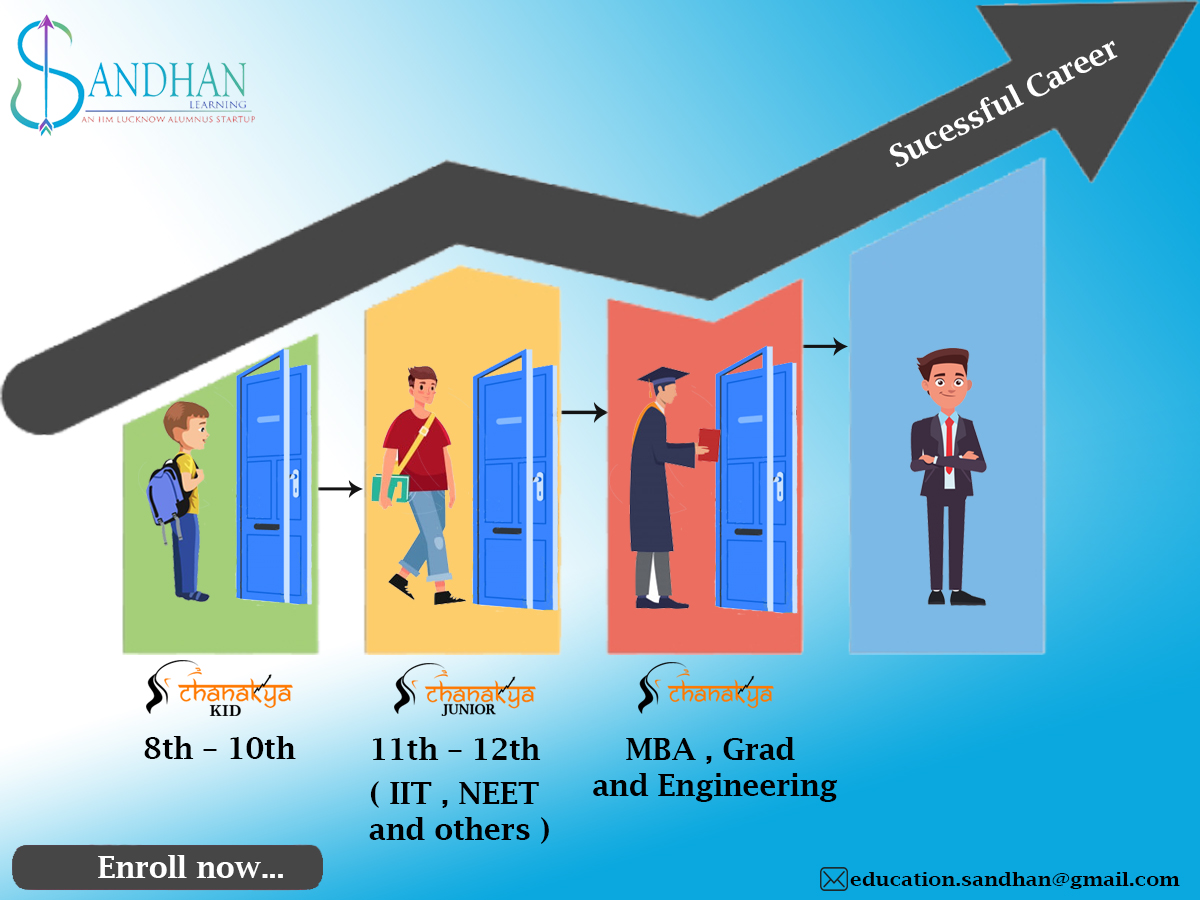 SANDHAN
LEARNING
AN IIM LUCKNOW ALUMNUS STARTUP
Sucessful Career
Chanakya
KID
8th - 10th
Chanakya
JUNIOR
11th - 12th
( IIT , NEET
and others )
Chanakya
MBA , Grad
and Engineering
Enroll now...
education.sandhan@gmail.com